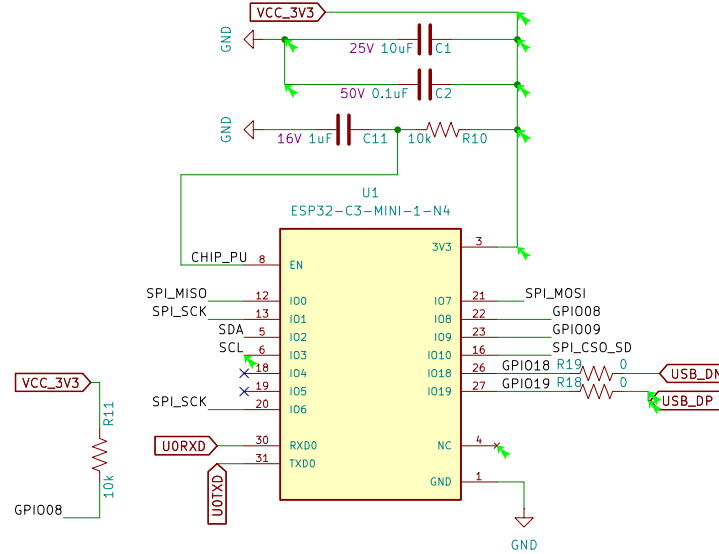 VCC_3V3
GND
25V 10uF C1
50V 0.1uF C2
GND
16V 1uF C11 10k R10
U1
ESP32-C3-MINI-1-N4
3V3 3
CHIP_PU 8 EN
SPI_MISO 12 IO0 IO7 21 SPI_MOSI
SPI_SCK 13 IO1 IO8 22 GPIO08
SDA 5 IO2 IO9 23 GPIO09
SCL 6 IO3 IO10 16 SPI_CSO_SD
18 IO4 IO18 26 GPIO18 R19 0 USB_DN
19 IO5 IO19 27 GPIO19 R18 0 USB_DP
SPI_SCK 20 IO6
U0RXD 30 RXD0 NC 4
U0TXD 31 TXD0
GND 1
GND
VCC_3V3
R11
10k
GPIO08